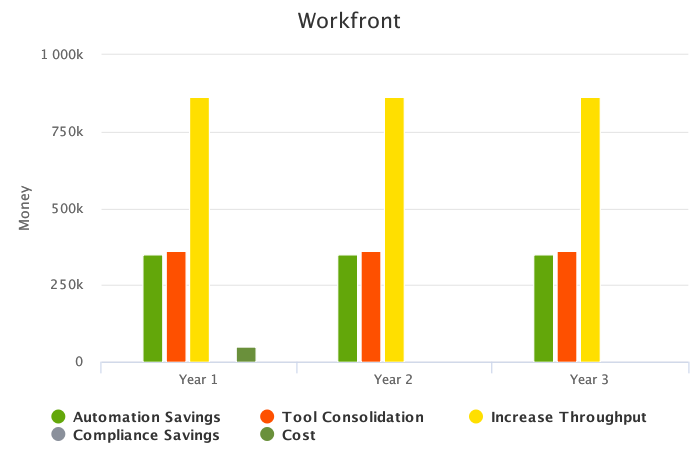 Workfront
1 000k
750k
500k
250k
0
Money
Year 1 Year 2 Year 3
Automation Savings Tool Consolidation Increase Throughput
Compliance Savings Cost